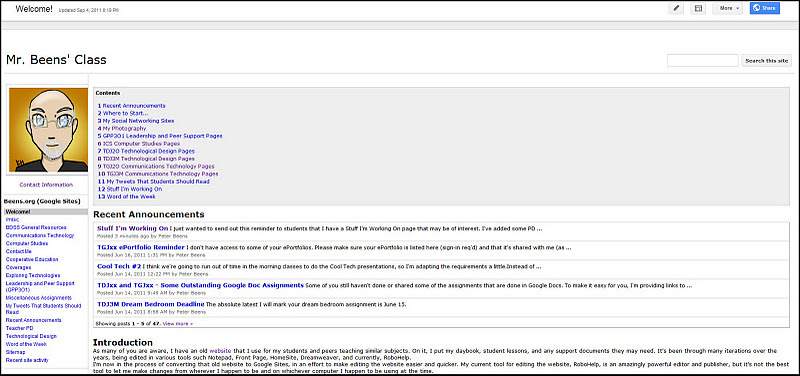 Welcome! Updated Sep 4, 2011 8:19 PM
More
Share
Mr. Beens' Class
Search this site
Contact Information
Beens.org (Google Sites)
Welcome!
/misc
BDSS General Resources
Communications Technology
Computer Studies
Contact Me
Cooperative Education
Coverages
Exploring Technologies
Leadership and Peer Support
(GPP3O1)
Miscellaneous Assignments
My Tweets That Students Should
Read
Recent Announcements
Teacher PD
Technological Design
Word of the Week
Sitemap
Recent site activity
Contents
1 Recent Announcements
2 Where to Start...
3 My Social Networking Sites
4 My Photography
5 GPP3O1 Leadership and Peer Support Pages
6 ICS Computer Studies Pages
7 TDJ2O Technological Design Pages
8 TDJ3M Technological Design Pages
9 TGJ2O Communications Technology Pages
10 TGJ3M Communications Technology Pages
11 My Tweets That Students Should Read
12 Stuff I'm Working On
13 Word of the Week
Recent Announcements
Stuff I'm Working On I just wanted to send out this reminder to students that I have a Stuff I'm Working On page that may be of interest. I've added some PD ...
Posted 3 minutes ago by Peter Beens
TGJxx ePortfolio Reminder I don't have access to some of your ePortfolios. Please make sure your ePortfolio is listed here (sign-in req'd) and that it's shared with me (as ...
Posted Jun 16, 2011 1:31 PM by Peter Beens
Cool Tech #2 I think we're going to run out of time in the morning classes to do the Cool Tech presentations, so I'm adapting the requirements a little.Instead of ...
Posted Jun 14, 2011 12:22 PM by Peter Beens
TDJxx and TGJxx - Some Outstanding Google Doc Assignments Some of you still haven't done or shared some of the assignments that are done in Google Docs. To make it easy for you, I'm providing links to ...
Posted Jun 14, 2011 9:49 AM by Peter Beens
TDJ3M Dream Bedroom Deadline The absolute latest I will mark your dream bedroom assignment is June 15.
Posted Jun 14, 2011 8:58 AM by Peter Beens
Showing posts 1 - 5 of 47. View more »
Introduction
As many of you are aware, I have an old website that I use for my students and peers teaching similar subjects. On it, I put my daybook, student lessons, and any support documents they may need. It's been through many iterations over the
years, being edited in various tools such Notepad, Front Page, HomeSite, Dreamweaver, and currently, RoboHelp.
I'm now in the process of converting that old website to Google Sites, in an effort to make editing the website easier and quicker. My current tool for editing the website, RoboHelp, is an amazingly powerful editor and publisher, but it's not the best
tool to let me make changes from wherever I happen to be and on whichever computer I happen to be using at the time.